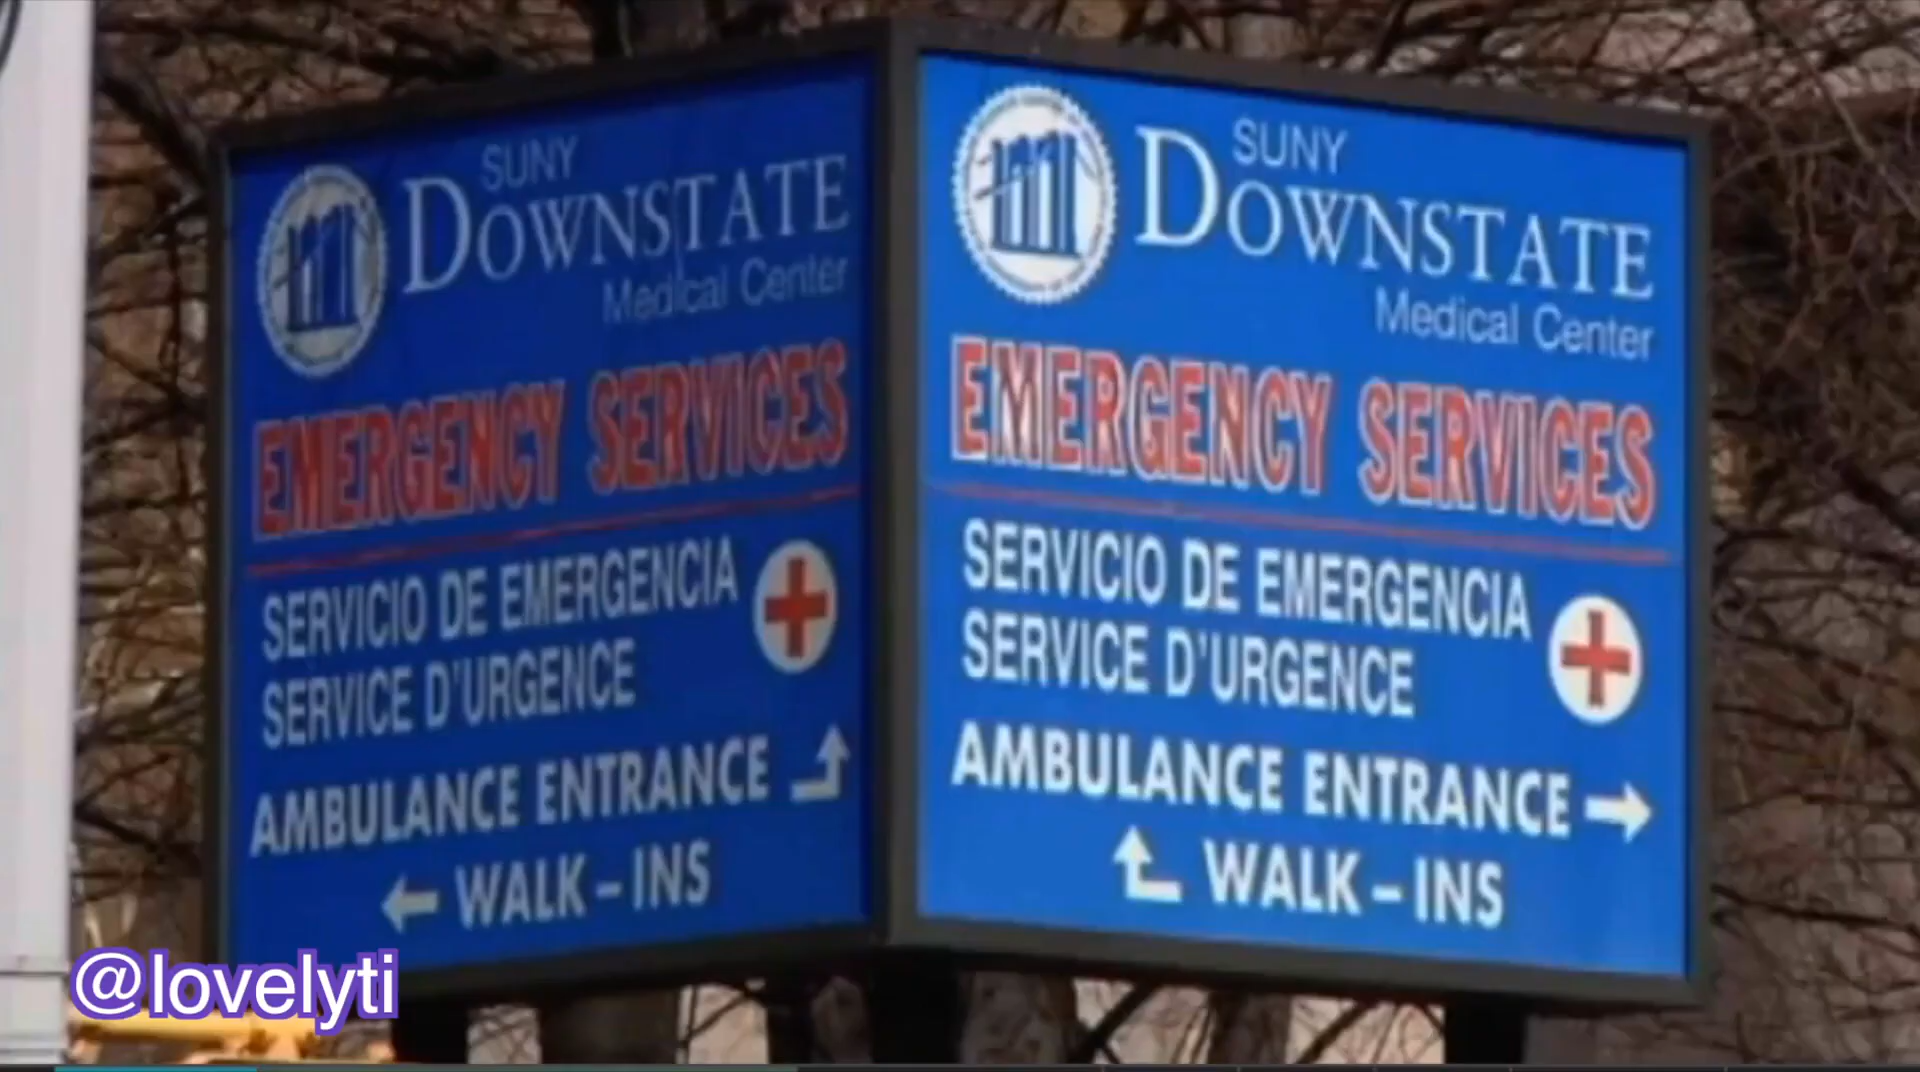 SUNY
DOWNSTATE
Medical Center
EMERGENCY SERVICES
SERVICIO DE EMERGENCIA
SERVICE D'URGENCE
AMBULANCE ENTRANCE
WALK-INS
SUNY
DOWNSTATE
Medical Center
EMERGENCY SERVICES
SERVICIO DE EMERGENCIA
SERVICE D'URGENCE
AMBULANCE ENTRANCE
WALK-INS
@lovelyti